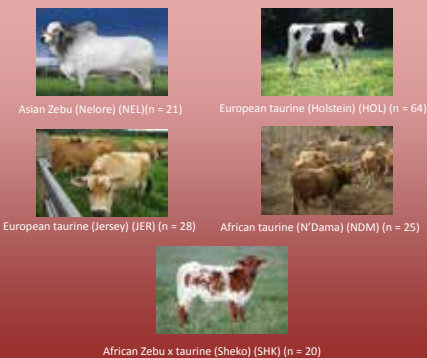 Asian Zebu (Nelore) (NEL)(n = 21)
European taurine (Holstein) (HOL) (n = 64)
European taurine (Jersey) (JER) (n = 28)
African taurine (N'Dama) (NDM) (n = 25)
African Zebu x taurine (Sheko) (SHK) (n = 20)